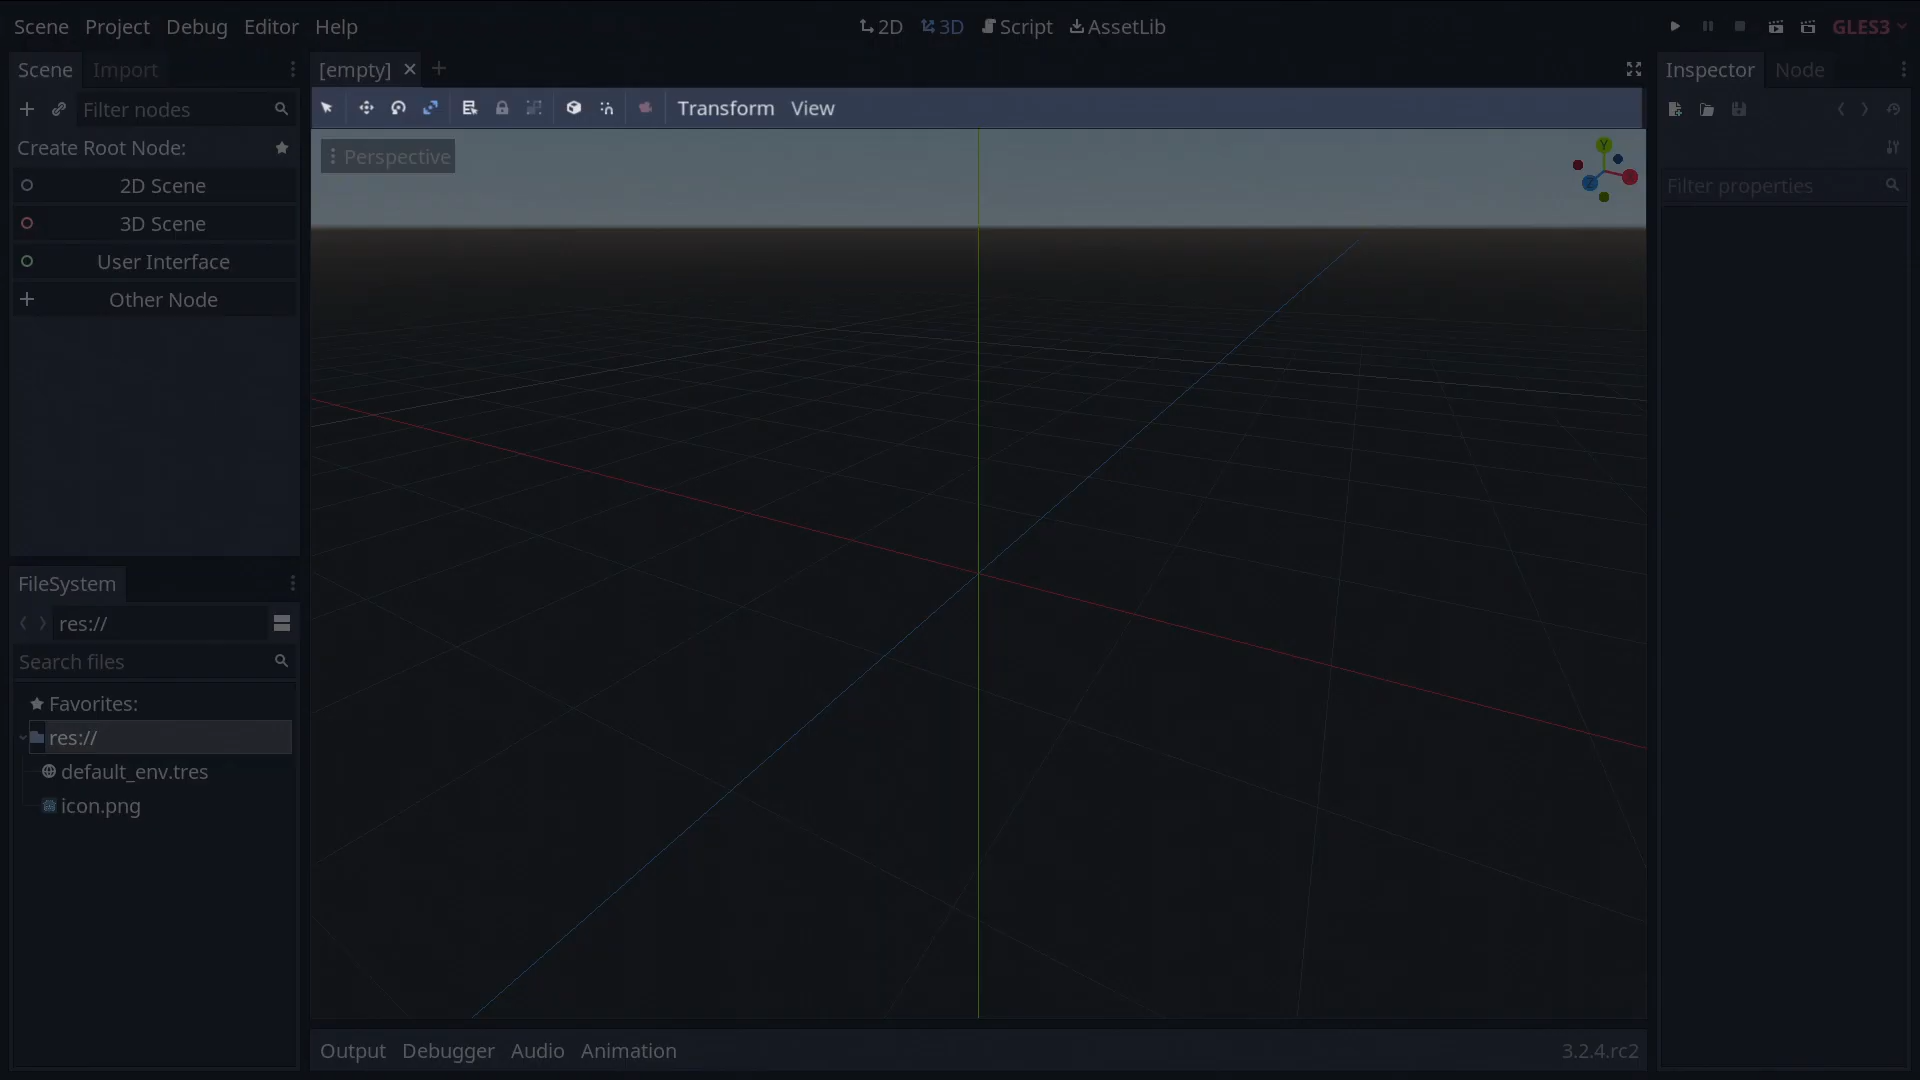 Scene Project Debug Editor Help
2D 3D Script AssetLib
GLES3
Scene Import
[empty]
Inspector Node
Filter nodes
Transform View
Create Root Node:
Perspective
Y
Z
2D Scene
Filter properties
3D Scene
User Interface
Other Node
FileSystem
res://
Search files
Favorites:
res://
default_env.tres
icon.png
Output Debugger Audio Animation
3.2.4.rc2